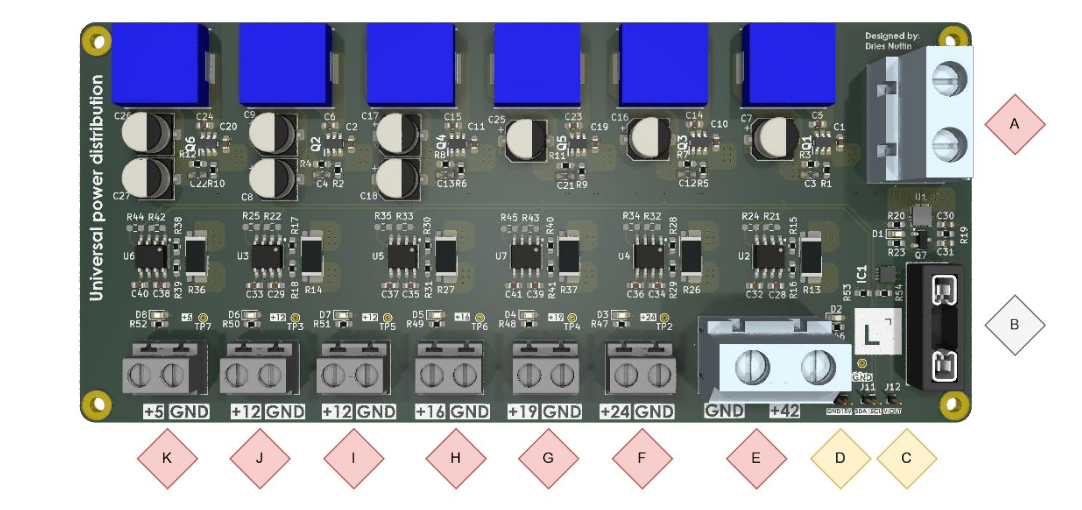 Designed by:
Dries Nuttin
Universal power distribution
C26 C24 C20 C9 C6 C2 C17 C15 C11 C25 C23 C19 C16 C14 C10 C7 C5 C1
Q6 Q2 Q4 Q5 Q3 Q1
R12 R4 R8 R11 R7 R3
C27 C22 R10 C8 C4 R2 C18 C13 R6 C21 R9 C12 R5 C3 R1
U1
R44 R42 R38 R25 R22 R17 R35 R33 R30 R45 R43 R40 R34 R32 R28 R24 R21 R15 R20 C30 R19
D1
U6 U3 U5 U7 U4 U2 R23 Q7 C31
IC1
C40 C38 R39 R36 C33 C29 R18 R14 C37 C35 R31 R27 C41 C39 R41 R37 C36 C34 R29 R26 C32 C28 R16 R13 R53 R54
D8 +5 D6 +12 D7 +12 D5 +16 D4 +19 D3 +24 D2
R52 TP7 R50 TP3 R51 TP5 R49 TP6 R48 TP4 R47 TP2
L
GND
J11 J12
SDA SCL
+5 GND +12 GND +12 GND +16 GND +19 GND +24 GND GND +42
A
B
K J I H G F E D C